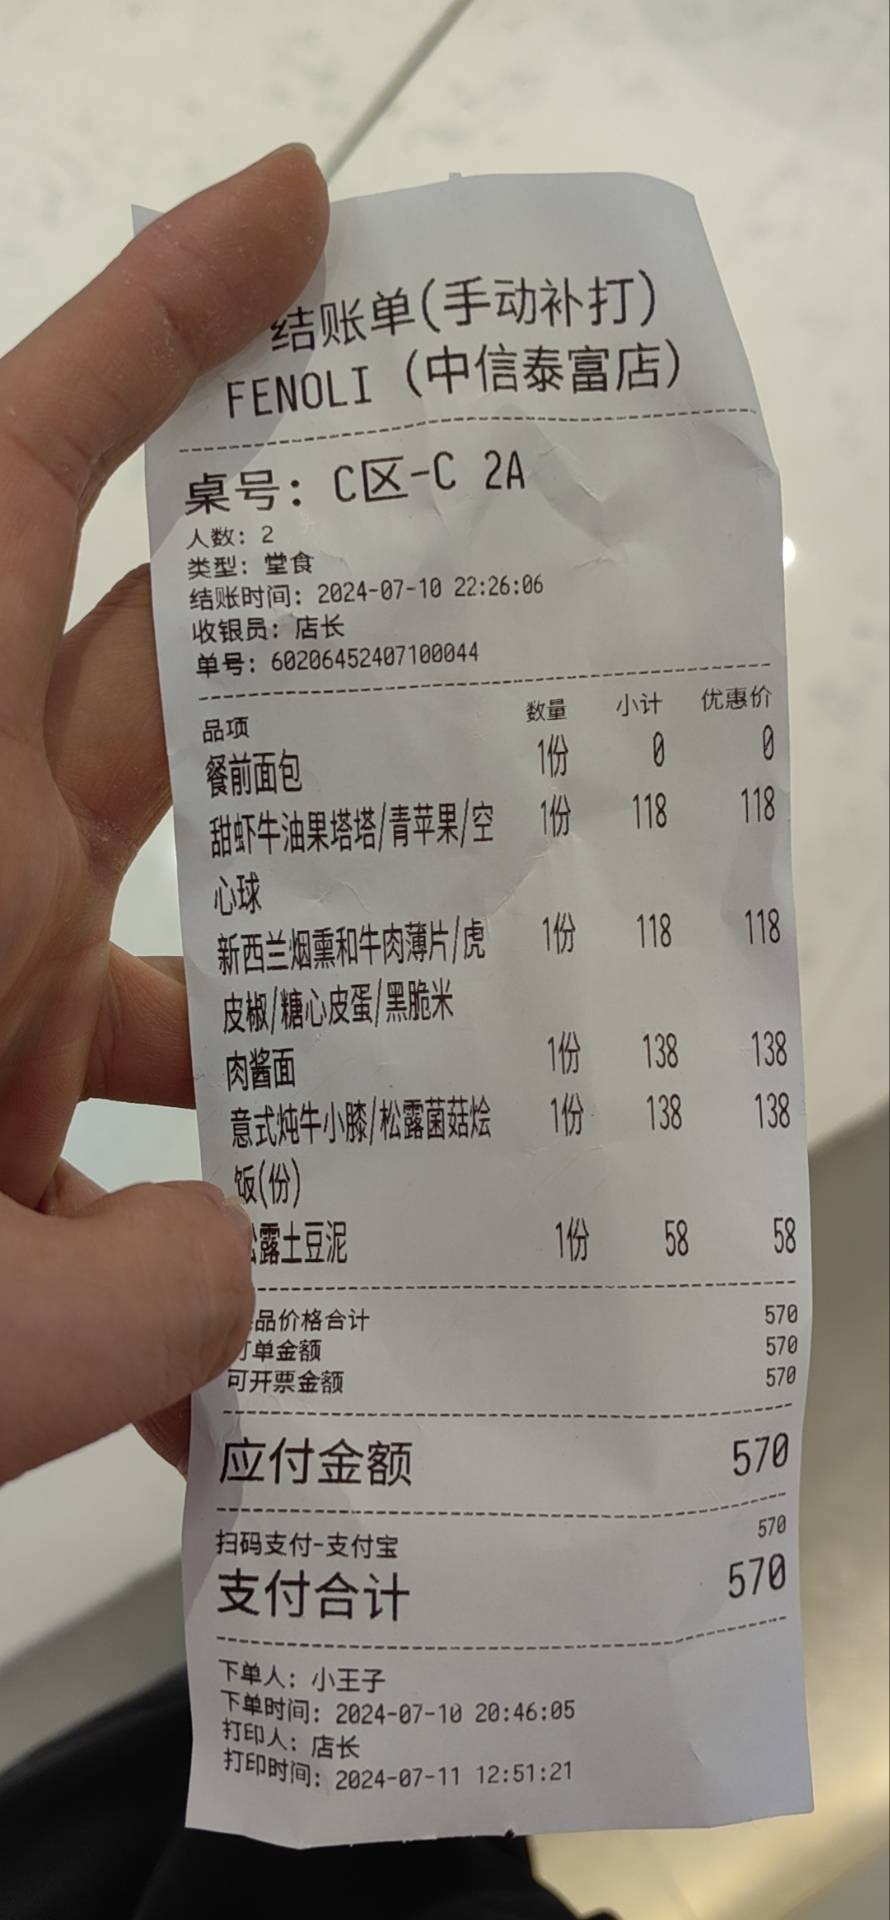 结账单(手动补打)
FENOLI (中信泰富店)
桌号: C区-C 2A
人数: 2
类型: 堂食
结账时间: 2024-07-10 22:26:06
收银员: 店长
单号: 60206452407100044
品项 数量 小计 优惠价
餐前面包 1份 0 0
甜虾牛油果塔塔/青苹果/空 1份 118 118
心球
新西兰烟熏和牛肉薄片/虎 1份 118 118
皮椒/糖心皮蛋/黑脆米
肉酱面 1份 138 138
意式炖牛小膝/松露菌菇烩 1份 138 138
饭(份)
露土豆泥 1份 58 58
品价格合计 570
单金额 570
可开票金额 570
应付金额 570
扫码支付-支付宝 570
支付合计 570
下单人: 小王子
下单时间: 2024-07-10 20:46:05
打印人: 店长
打印时间: 2024-07-11 12:51:21